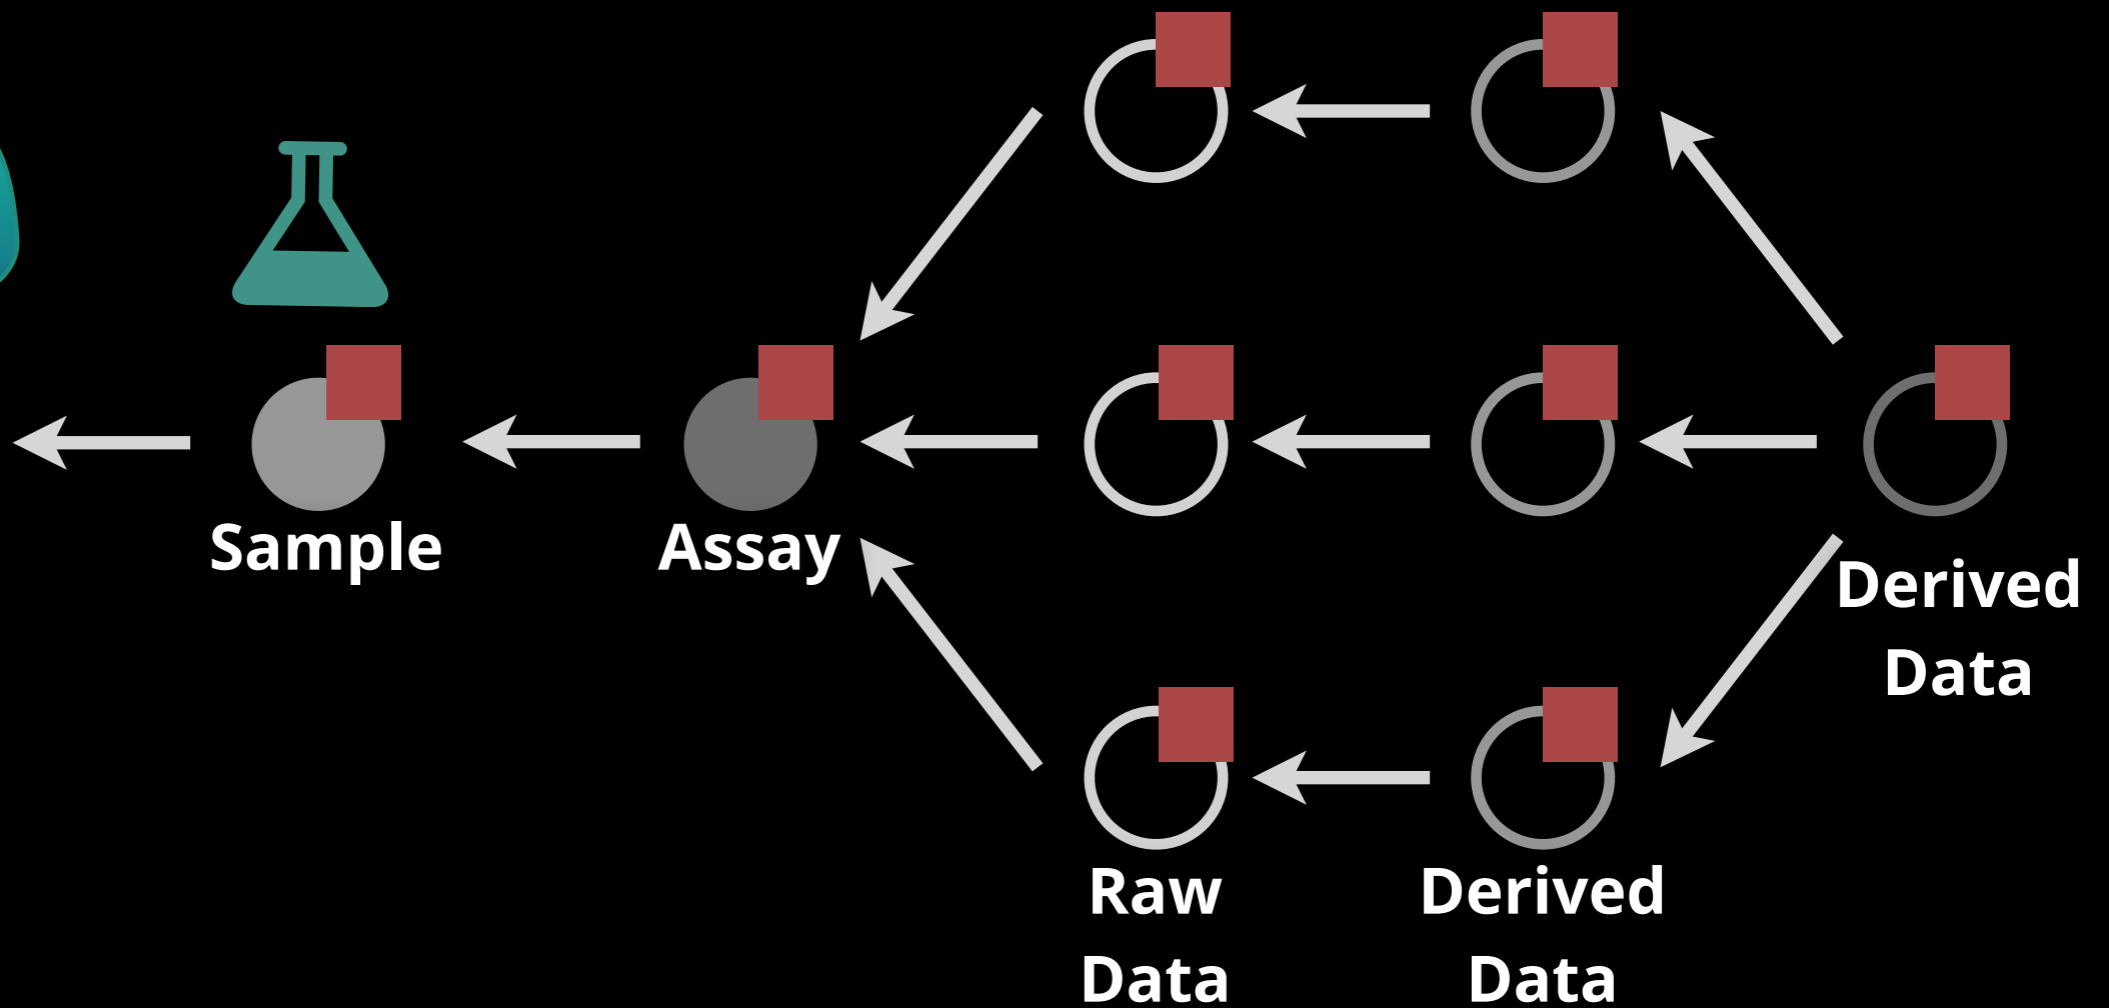 Sample
Assay
Derived
Data
Raw
Data
Derived
Data